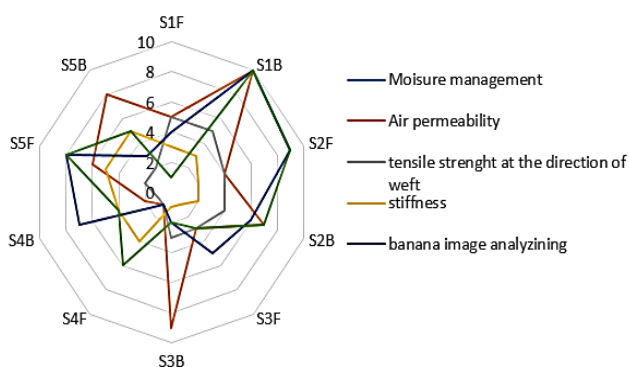 S1F
S1B
S2F
S2B
S3F
S3B
S4F
S4B
S5F
S5B
10
8
6
4
2
0
Moisure management
Air permeability
tensile strenght at the direction of
weft
stiffness
banana image analyzining